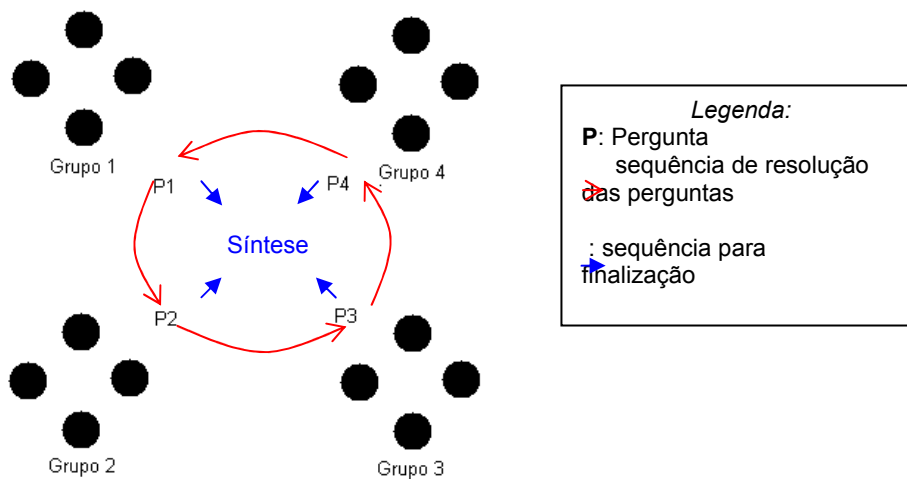 Grupo 1
Grupo 4
P1
P4
Síntese
P2
P3
Grupo 2
Grupo 3
Legenda:
P: Pergunta
sequência de resolução
das perguntas
: sequência para
finalização